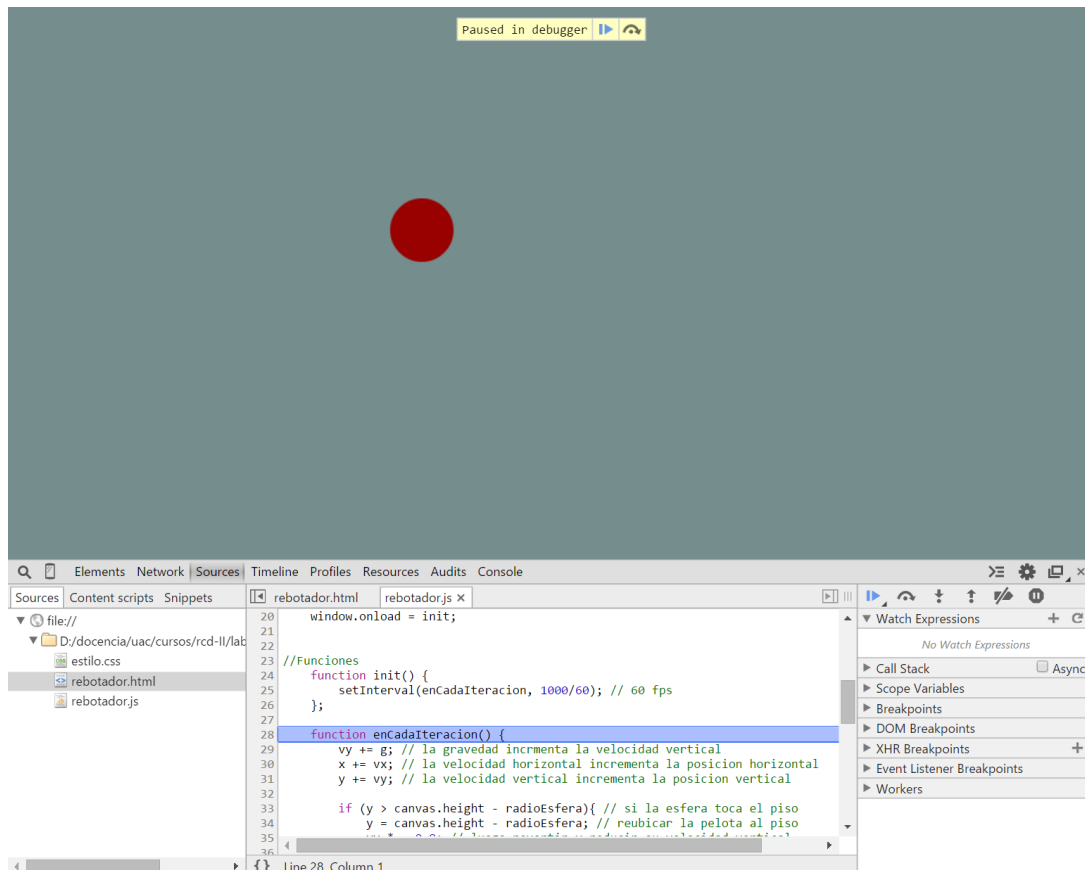 Paused in debugger
Elements Network Sources Timeline Profiles Resources Audits Console
Sources Content scripts Snippets
file://
D:/docencia/uac/cursos/rcd-II/lab
estilo.css
rebotador.html
rebotador.js
rebotador.html rebotador.js ×
20 window.onload = init;
21
22
23 //Funciones
24 function init() {
25 setInterval(enCadaIteracion, 1000/60); // 60 fps
26 };
27
28 function enCadaIteracion() {
29 vy += g; // la gravedad incrmenta la velocidad vertical
30 x += vx; // la velocidad horizontal incrementa la posicion horizontal
31 y += vy; // la velocidad vertical incrementa la posicion vertical
32
33 if (y > canvas.height - radioEsfera){ // si la esfera toca el piso
34 y = canvas.height - radioEsfera; // reubicar la pelota al piso
35
36
{} Line 28, Column 1
Watch Expressions
No Watch Expressions
Call Stack Async
Scope Variables
Breakpoints
DOM Breakpoints
XHR Breakpoints
Event Listener Breakpoints
Workers